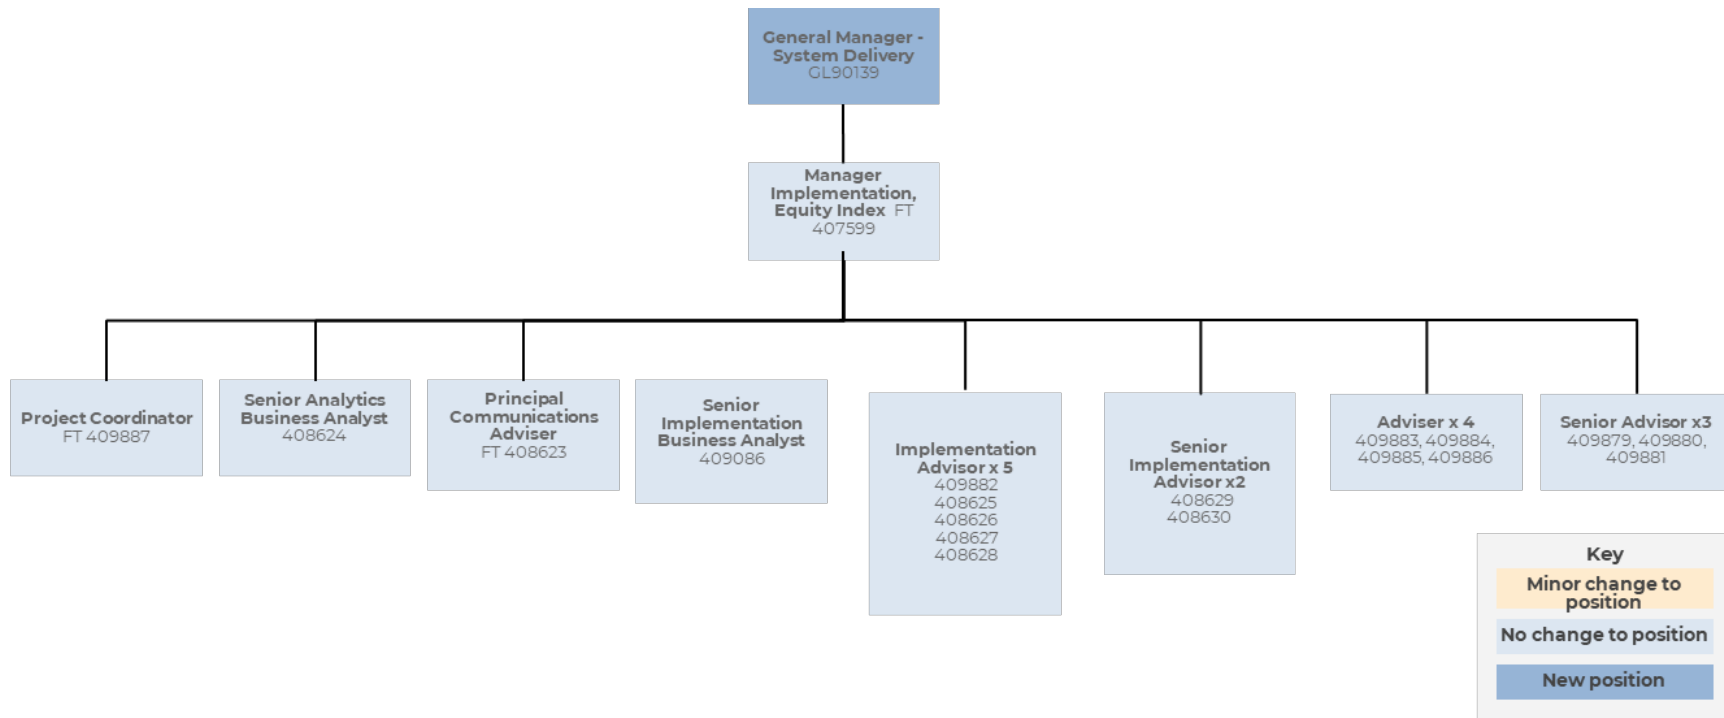 General Manager -
System Delivery
GL90139
Manager
Implementation,
Equity Index FT
407599
Project Coordinator
FT 409887
Senior Analytics
Business Analyst
408624
Principal
Communications
Adviser
FT 408623
Senior
Implementation
Business Analyst
409086
Implementation
Advisor x 5
409882
408625
408626
408627
408628
Senior
Implementation
Advisor x2
408629
408630
Adviser x 4
409883, 409884,
409885, 409886
Senior Advisor x3
409879, 409880,
409881
Key
Minor change to
position
No change to position
New position